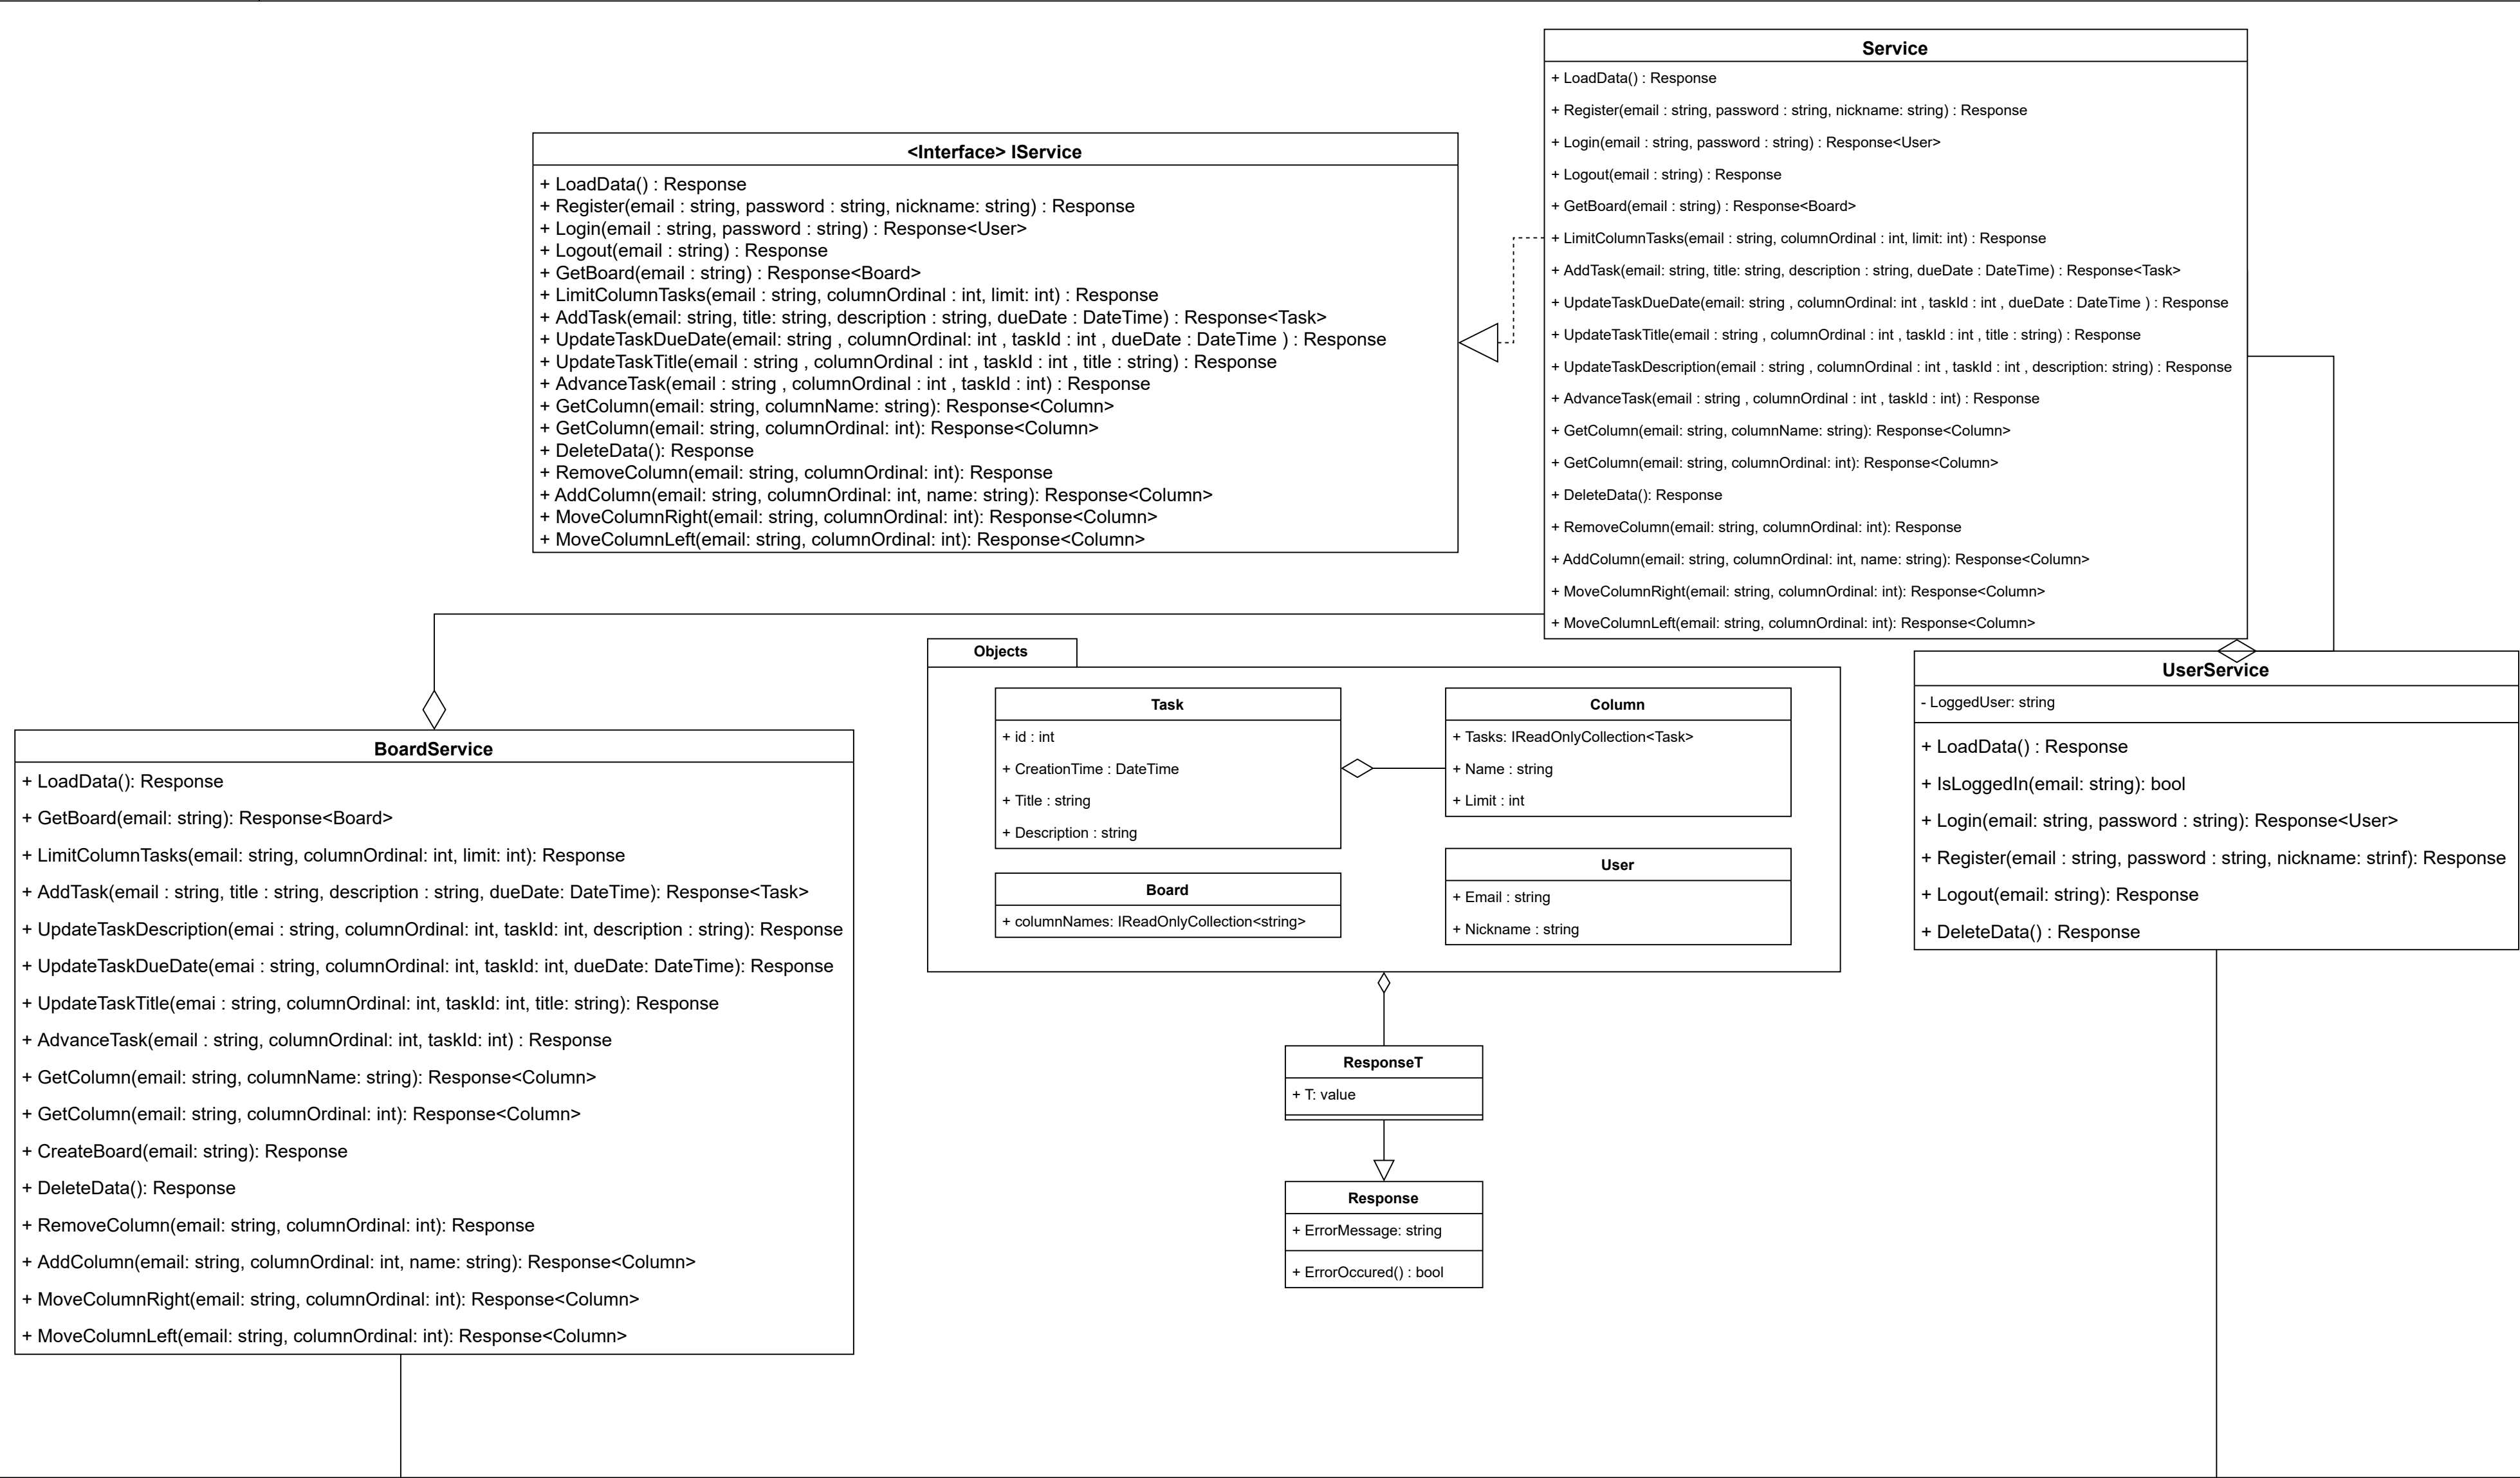 Service
+ LoadData() : Response
+ Register(email : string, password : string, nickname: string) : Response
+ Login(email : string, password : string) : Response<User>
+ Logout(email : string) : Response
+ GetBoard(email : string) : Response<Board>
+ LimitColumnTasks(email : string, columnOrdinal : int, limit: int) : Response
+ AddTask(email: string, title: string, description : string, dueDate : DateTime) : Response<Task>
+ UpdateTaskDueDate(email: string , columnOrdinal: int , taskId : int , dueDate : DateTime ) : Response
+ UpdateTaskTitle(email : string , columnOrdinal : int , taskId : int , title : string) : Response
+ UpdateTaskDescription(email : string , columnOrdinal : int , taskId : int , description: string) : Response
+ AdvanceTask(email : string , columnOrdinal : int , taskId : int) : Response
+ GetColumn(email: string, columnName: string): Response<Column>
+ GetColumn(email: string, columnOrdinal: int): Response<Column>
+ DeleteData(): Response
+ RemoveColumn(email: string, columnOrdinal: int): Response
+ AddColumn(email: string, columnOrdinal: int, name: string): Response<Column>
+ MoveColumnRight(email: string, columnOrdinal: int): Response<Column>
+ MoveColumnLeft(email: string, columnOrdinal: int): Response<Column>
<Interface> IService
+ LoadData() : Response
+ Register(email : string, password : string, nickname: string) : Response
+ Login(email : string, password : string) : Response<User>
+ Logout(email : string) : Response
+ GetBoard(email : string) : Response<Board>
+ LimitColumnTasks(email : string, columnOrdinal : int, limit: int) : Response
+ AddTask(email: string, title: string, description : string, dueDate : DateTime) : Response<Task>
+ UpdateTaskDueDate(email: string , columnOrdinal: int , taskId : int , dueDate : DateTime ) : Response
+ UpdateTaskTitle(email : string , columnOrdinal : int , taskId : int , title : string) : Response
+ AdvanceTask(email : string , columnOrdinal : int , taskId : int) : Response
+ GetColumn(email: string, columnName: string): Response<Column>
+ GetColumn(email: string, columnOrdinal: int): Response<Column>
+ DeleteData(): Response
+ RemoveColumn(email: string, columnOrdinal: int): Response
+ AddColumn(email: string, columnOrdinal: int, name: string): Response<Column>
+ MoveColumnRight(email: string, columnOrdinal: int): Response<Column>
+ MoveColumnLeft(email: string, columnOrdinal: int): Response<Column>
BoardService
+ LoadData(): Response
+ GetBoard(email: string): Response<Board>
+ LimitColumnTasks(email: string, columnOrdinal: int, limit: int): Response
+ AddTask(email : string, title : string, description : string, dueDate: DateTime): Response<Task>
+ UpdateTaskDescription(emai : string, columnOrdinal: int, taskId: int, description : string): Response
+ UpdateTaskDueDate(emai : string, columnOrdinal: int, taskId: int, dueDate: DateTime): Response
+ UpdateTaskTitle(emai : string, columnOrdinal: int, taskId: int, title: string): Response
+ AdvanceTask(email : string, columnOrdinal: int, taskId: int) : Response
+ GetColumn(email: string, columnName: string): Response<Column>
+ GetColumn(email: string, columnOrdinal: int): Response<Column>
+ CreateBoard(email: string): Response
+ DeleteData(): Response
+ RemoveColumn(email: string, columnOrdinal: int): Response
+ AddColumn(email: string, columnOrdinal: int, name: string): Response<Column>
+ MoveColumnRight(email: string, columnOrdinal: int): Response<Column>
+ MoveColumnLeft(email: string, columnOrdinal: int): Response<Column>
Objects
Task
+ id : int
+ CreationTime : DateTime
+ Title : string
+ Description : string
Column
+ Tasks: IReadOnlyCollection<Task>
+ Name : string
+ Limit : int
Board
+ columnNames: IReadOnlyCollection<string>
User
+ Email : string
+ Nickname : string
ResponseT
+ T: value
Response
+ ErrorMessage: string
+ ErrorOccured() : bool
UserService
- LoggedUser: string
+ LoadData() : Response
+ IsLoggedIn(email: string): bool
+ Login(email: string, password : string): Response<User>
+ Register(email : string, password : string, nickname: strinf): Response
+ Logout(email: string): Response
+ DeleteData() : Response